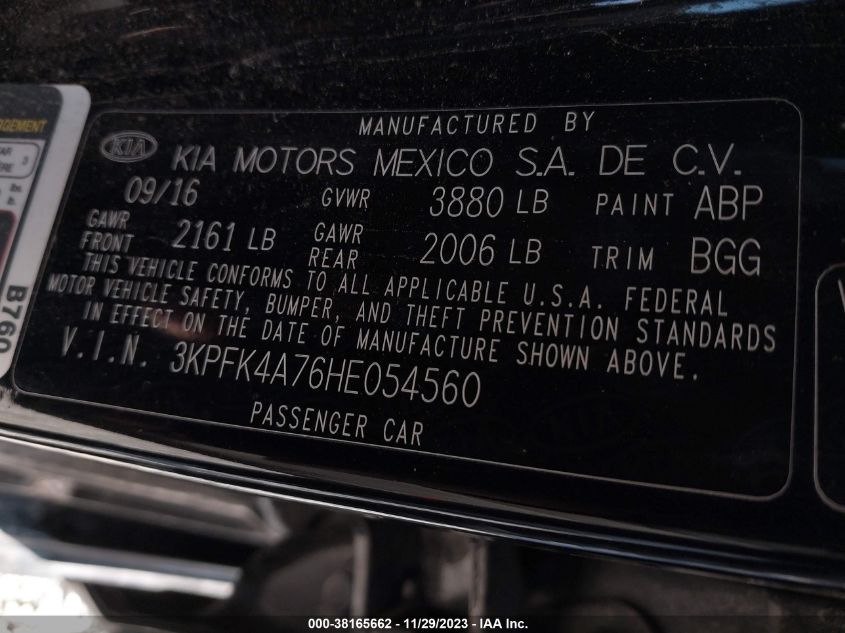 MANUFACTURED BY
KIA KIA MOTORS MEXICO S.A. DE C.V.
09/16 GVWR 3880 LB PAINT ABP
GAWR FRONT 2161 LB GAWR REAR 2006 LB TRIM BGG
THIS VEHICLE CONFORMS TO ALL APPLICABLE U.S.A. FEDERAL
MOTOR VEHICLE SAFETY, BUMPER, AND THEFT PREVENTION STANDARDS
IN EFFECT ON THE DATE OF MANUFACTURE SHOWN ABOVE.
V.I.N. 3KPFK4A76HE054560
PASSENGER CAR
B760
000-38165662 - 11/29/2023 - IAA Inc.